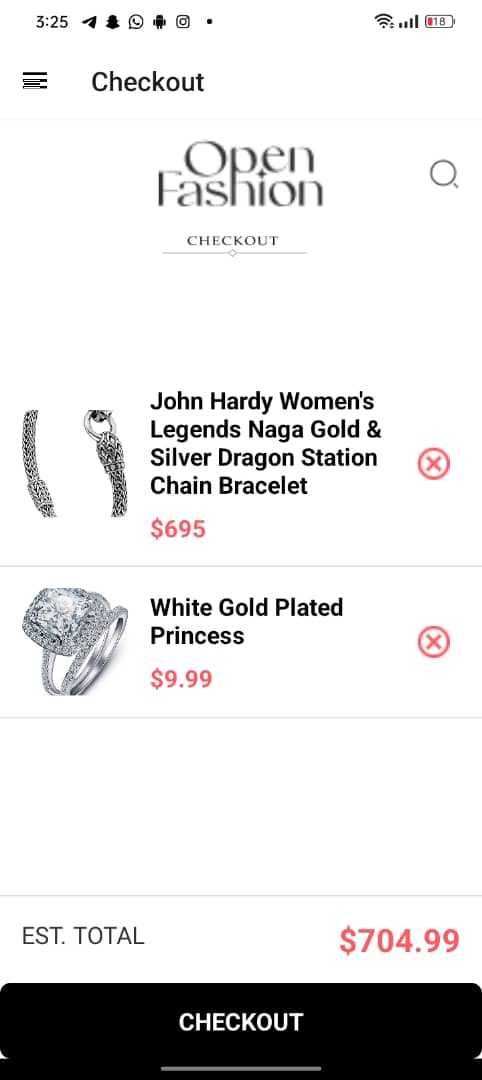 3:25
18
Checkout
Open
Fashion
CHECKOUT
John Hardy Women's
Legends Naga Gold &
Silver Dragon Station
Chain Bracelet
$695
White Gold Plated
Princess
$9.99
EST. TOTAL
$704.99
CHECKOUT